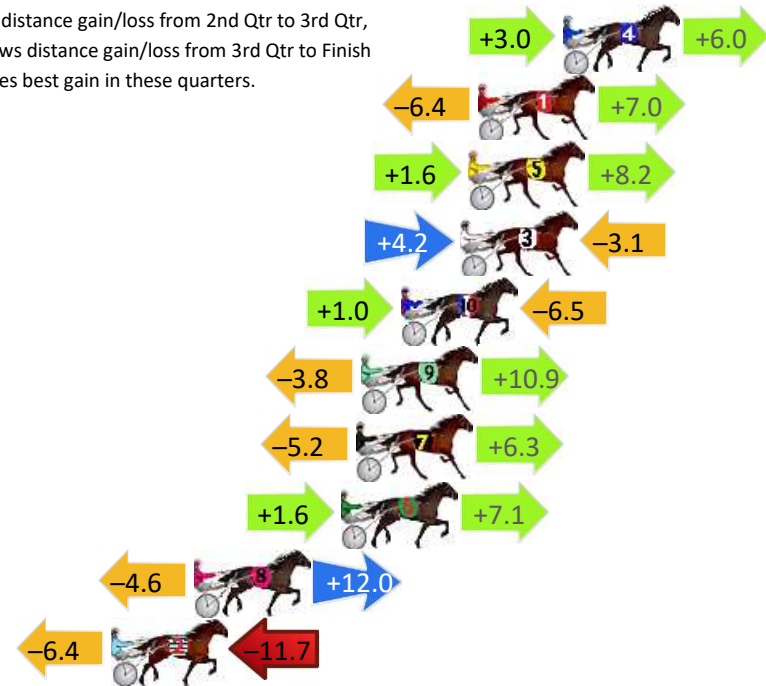 distance gain/loss from 2nd Qtr to 3rd Qtr,
ws distance gain/loss from 3rd Qtr to Finish
es best gain in these quarters.
+3.0 4 +6.0
–6.4 1 +7.0
+1.6 5 +8.2
+4.2 3 –3.1
+1.0 10 –6.5
–3.8 9 +10.9
–5.2 7 +6.3
+1.6 6 +7.1
–4.6 8 +12.0
–6.4 –11.7